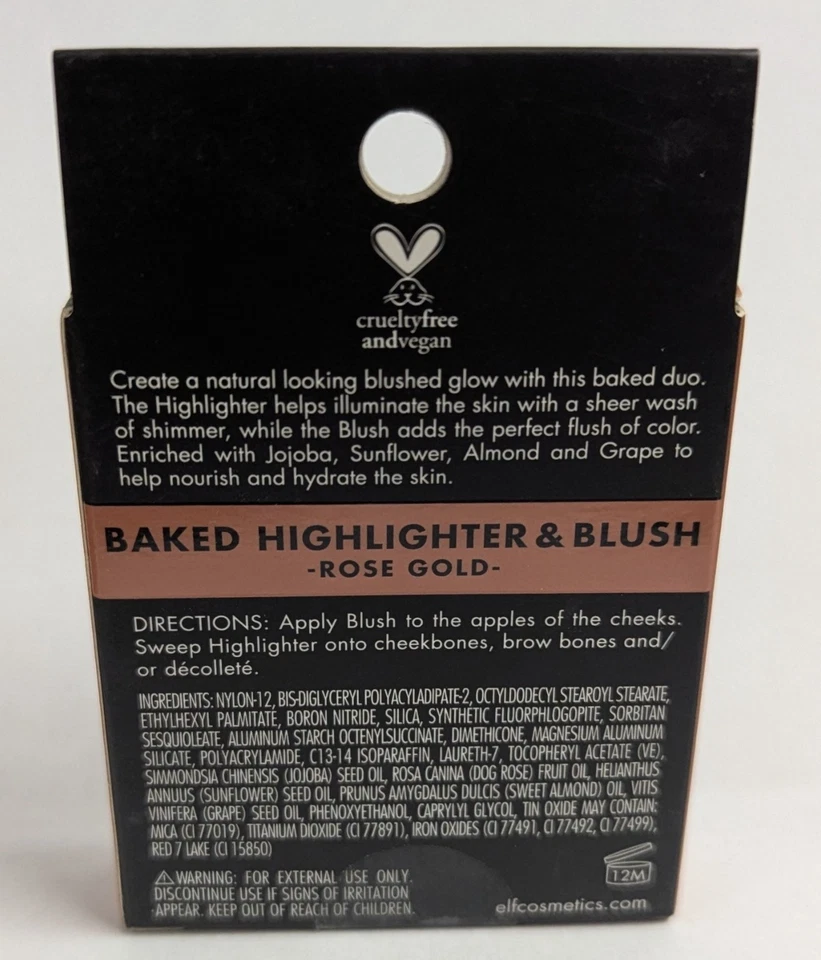 crueltyfree
andvegan
Create a natural looking blushed glow with this baked duo.
The Highlighter helps illuminate the skin with a sheer wash
of shimmer, while the Blush adds the perfect flush of color.
Enriched with Jojoba, Sunflower, Almond and Grape to
help nourish and hydrate the skin.
BAKED HIGHLIGHTER & BLUSH
-ROSE GOLD-
DIRECTIONS: Apply Blush to the apples of the cheeks.
Sweep Highlighter onto cheekbones, brow bones and/
or décolleté.
INGREDIENTS: NYLON-12, BIS-DIGLYCERYL POLYACYLADIPATE-2, OCTYLDODECYL STEAROYL STEARATE,
ETHYLHEXYL PALMITATE, BORON NITRIDE, SILICA, SYNTHETIC FLUORPHLOGOPITE, SORBITAN
SESQUIOLEATE, ALUMINUM STARCH OCTENYLSUCCINATE, DIMETHICONE, MAGNESIUM ALUMINUM
SILICATE, POLYACRYLAMIDE, C13-14 ISOPARAFFIN, LAURETH-7, TOCOPHERYL ACETATE (VE),
SIMMONDSIA CHINENSIS (JOJOBA) SEED OIL, ROSA CANINA (DOG ROSE) FRUIT OIL, HELIANTHUS
ANNUUS (SUNFLOWER) SEED OIL, PRUNUS AMYGDALUS DULCIS (SWEET ALMOND) OIL, VITIS
VINIFERA (GRAPE) SEED OIL, PHENOXYETHANOL, CAPRYLYL GLYCOL, TIN OXIDE MAY CONTAIN:
MICA (CI 77019), TITANIUM DIOXIDE (CI 77891), IRON OXIDES (CI 77491, CI 77492, CI 77499),
RED 7 LAKE (CI 15850)
WARNING: FOR EXTERNAL USE ONLY.
DISCONTINUE USE IF SIGNS OF IRRITATION
APPEAR. KEEP OUT OF REACH OF CHILDREN.
12M
elfcosmetics.com